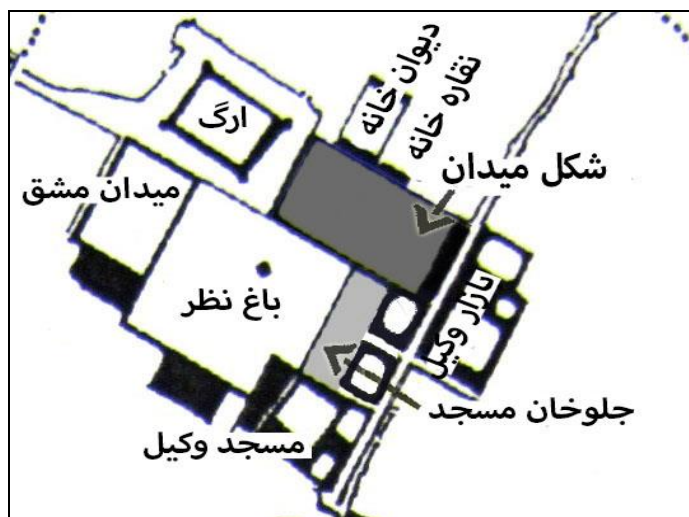 دیوان خانه
نقاره خانه
ارگ
شکل میدان
میدان مشق
باغ نظر
بازار وکیل
جلوخان مسجد
مسجد وکیل